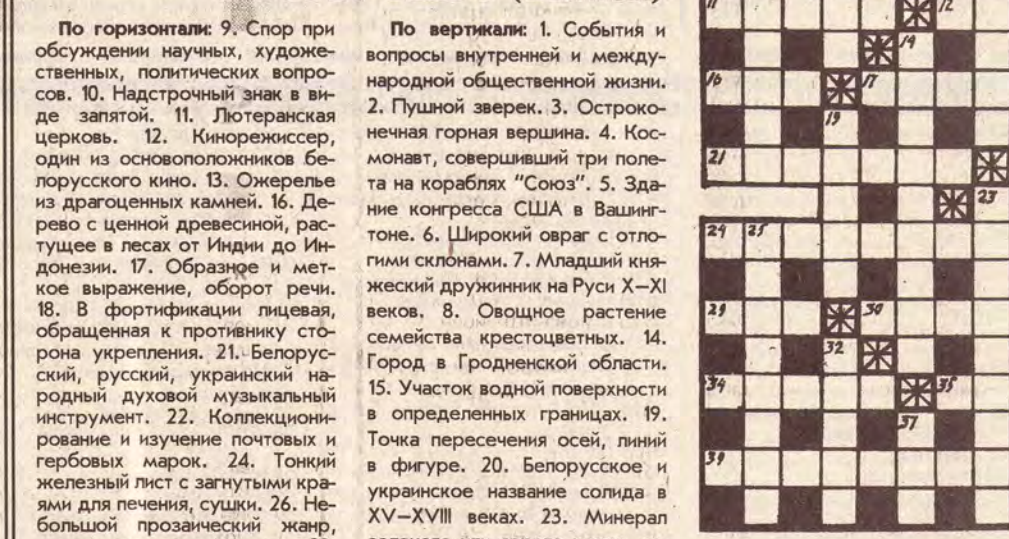 По горизонтали: 9. Спор при
обсуждении научных, художе-
ственных, политических вопро-
сов. 10. Надстрочный знак в ви-
де запятой. 11. Лютеранская
церковь. 12. Кинорежиссер,
один из основоположников бе-
лорусского кино. 13. Ожерелье
из драгоценных камней. 16. Де-
рево с ценной древесиной, рас-
тущее в лесах от Индии до Ин-
донезии. 17. Образное и мет-
кое выражение, оборот речи.
18. В фортификации лицевая,
обращенная к противнику сто-
рона укрепления. 21. Белорус-
ский, русский, украинский на-
родный духовой музыкальный
инструмент. 22. Коллекциони-
рование и изучение почтовых и
гербовых марок. 24. Тонкий
железный лист с загнутыми кра-
ями для печения, сушки. 26. Не-
большой прозаический жанр,
По вертикали: 1. События и
вопросы внутренней и между-
народной общественной жизни.
2. Пушной зверек. 3. Остроко-
нечная горная вершина. 4. Кос-
монавт, совершивший три поле-
та на кораблях "Союз". 5. Зда-
ние конгресса США в Вашинг-
тоне. 6. Широкий овраг с отло-
гими склонами. 7. Младший кня-
жеский дружинник на Руси X—XI
веков. 8. Овощное растение
семейства крестоцветных. 14.
Город в Гродненской области.
15. Участок водной поверхности
в определенных границах. 19.
Точка пересечения осей, линий
в фигуре. 20. Белорусское и
украинское название солида в
XV—XVIII веках. 23. Минерал
11 12
14
16 17
19
21
23
24 25
29 30
32
34 35
37
39